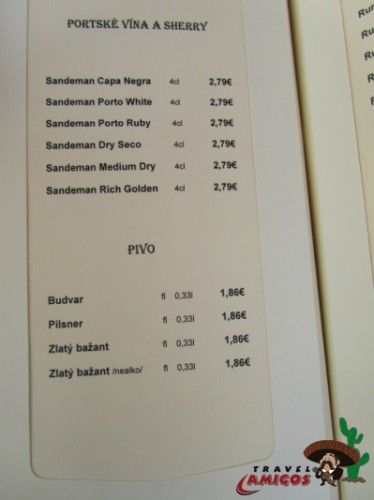 PORTSKÉ VÍNA A SHERRY
Sandeman Capa Negra 4cl 2,79€
Sandeman Porto White 4cl 2,79€
Sandeman Porto Ruby 4cl 2,79€
Sandeman Dry Seco 4cl 2,79€
Sandeman Medium Dry 4cl 2,79€
Sandeman Rich Golden 4cl 2,79€
PIVO
Budvar fl 0,33l 1,86€
Pilsner fl 0,33l 1,86€
Zlatý bažant fl 0,33l 1,86€
Zlatý bažant /nealko/ fl 0,33l 1,86€
TRAVEL
AMIGOS